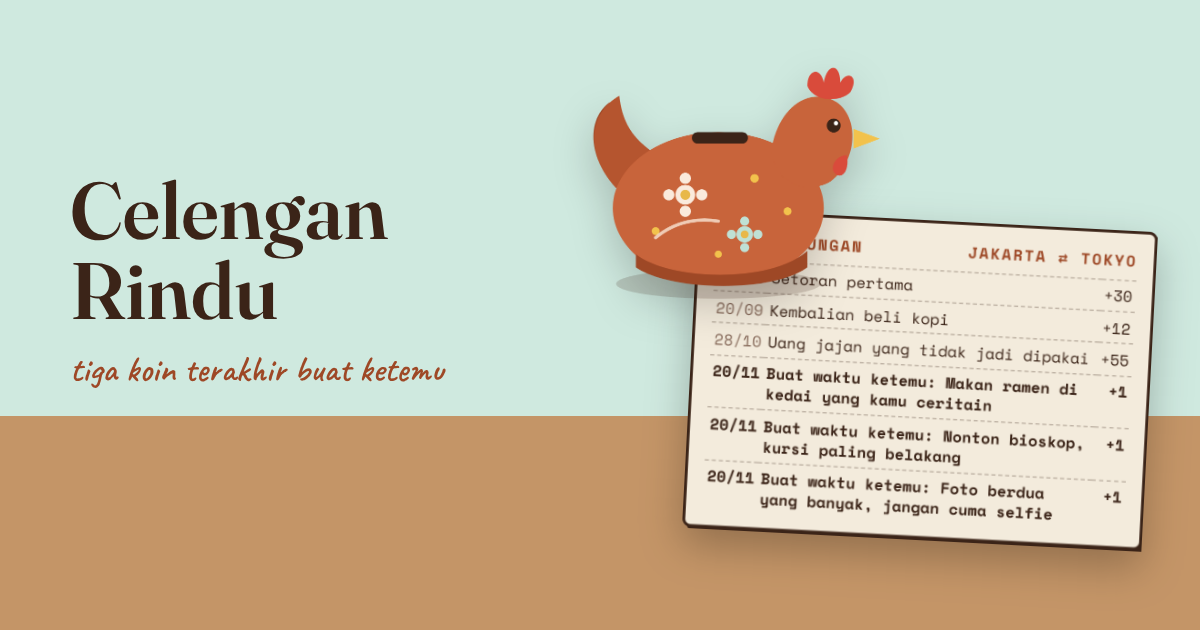 Celengan
Rindu
tiga koin terakhir buat ketemu
JAKARTA ⇄ TOKYO
Setoran pertama +30
20/09 Kembalian beli kopi +12
28/10 Uang jajan yang tidak jadi dipakai +55
20/11 Buat waktu ketemu: Makan ramen di +1
kedai yang kamu ceritain
20/11 Buat waktu ketemu: Nonton bioskop, +1
kursi paling belakang
20/11 Buat waktu ketemu: Foto berdua +1
yang banyak, jangan cuma selfie